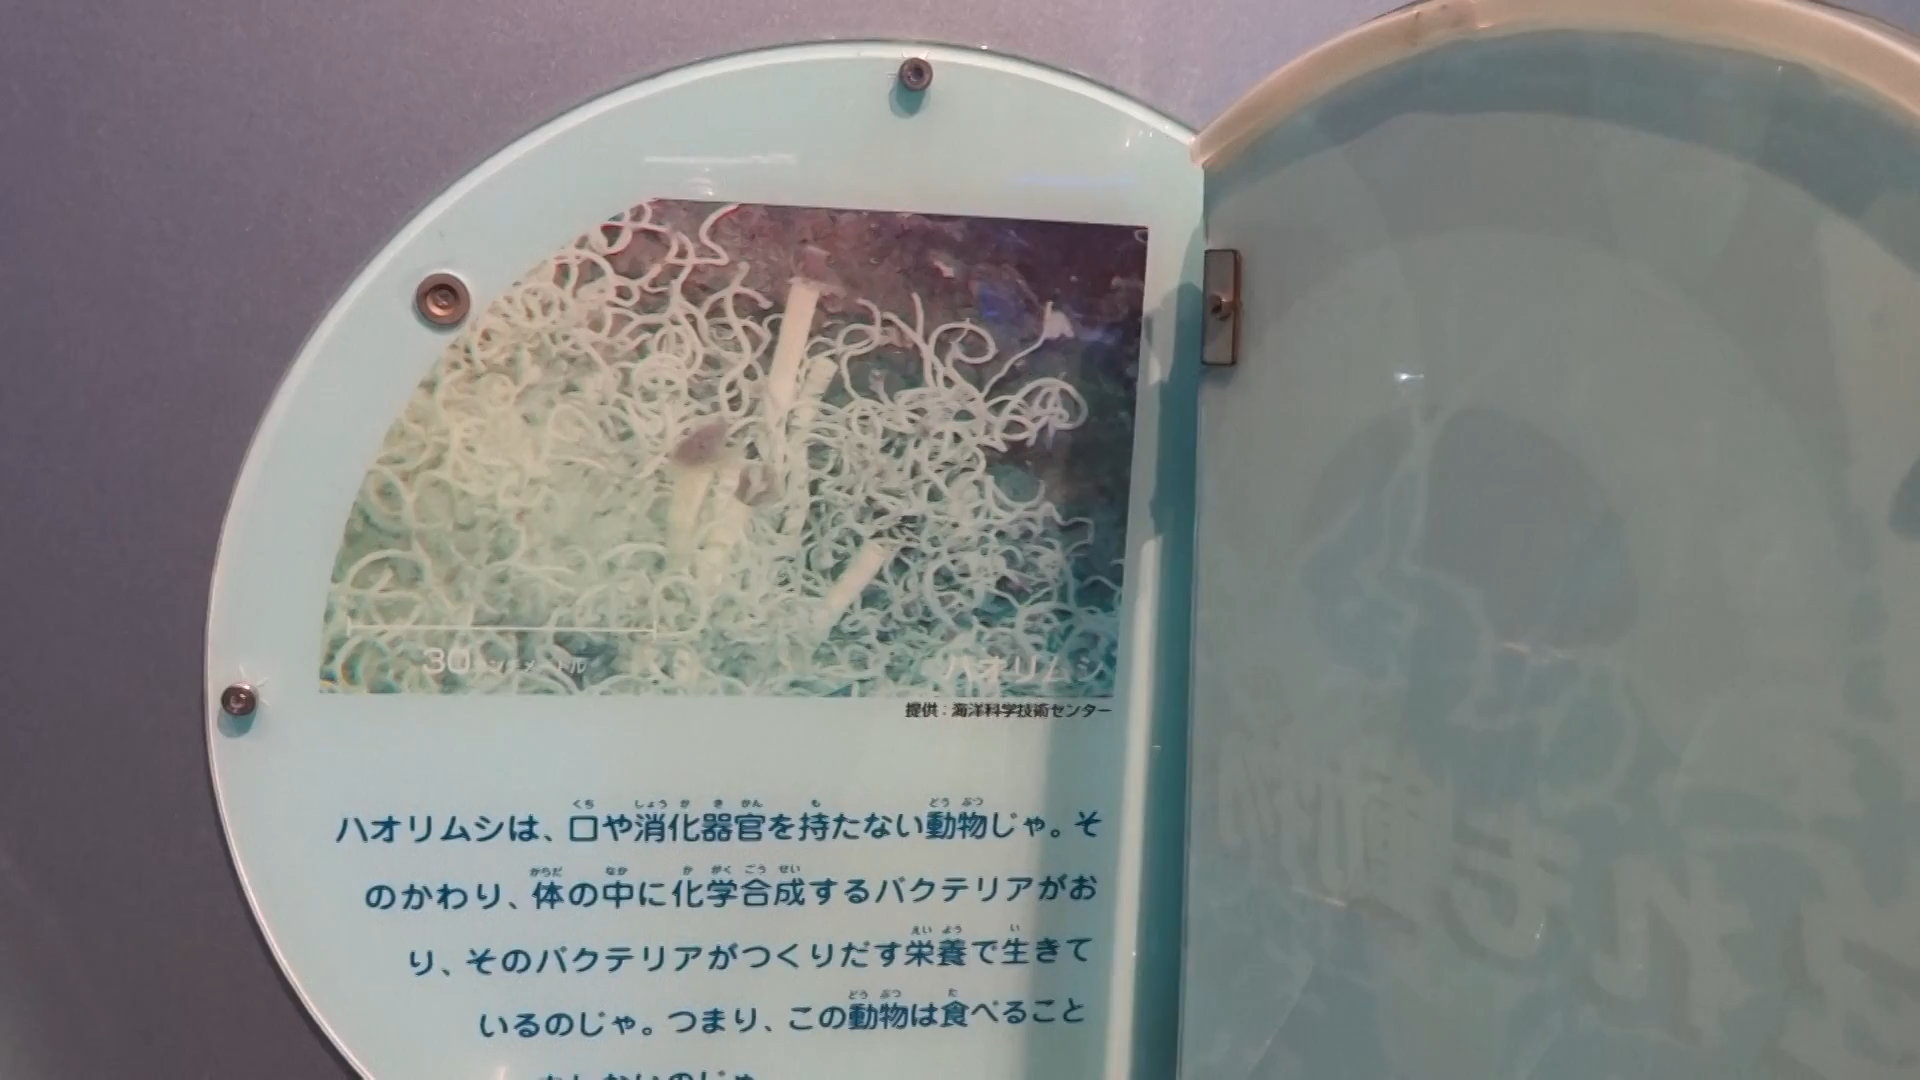 30センチメートル
ハオリムシ
提供：海洋科学技術センター
ハオリムシは、口や消化器官を持たない動物じゃ。そ
のかわり、体の中に化学合成するバクテリアがお
り、そのバクテリアがつくりだす栄養で生きて
いるのじゃ。つまり、この動物は食べること